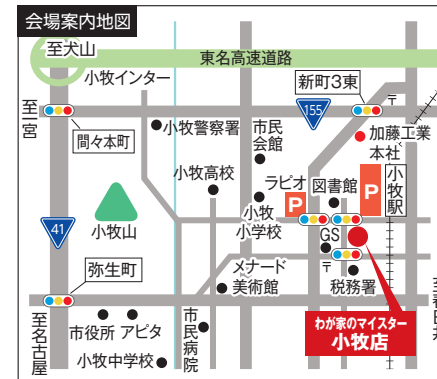 会場案内地図
至犬山
東名高速道路
小牧インター
新町3東
〒
155
至一宮
間々本町
小牧警察署
市民
会館
加藤工業
本社
小牧高校
ラピオ
図書館
小牧駅
P
P
小牧山
小牧
小学校
41
GS
〒
弥生町
メナード
美術館
税務署
至名古屋
市役所
アピタ
市民病院
小牧中学校
わが家のマイスター
小牧店